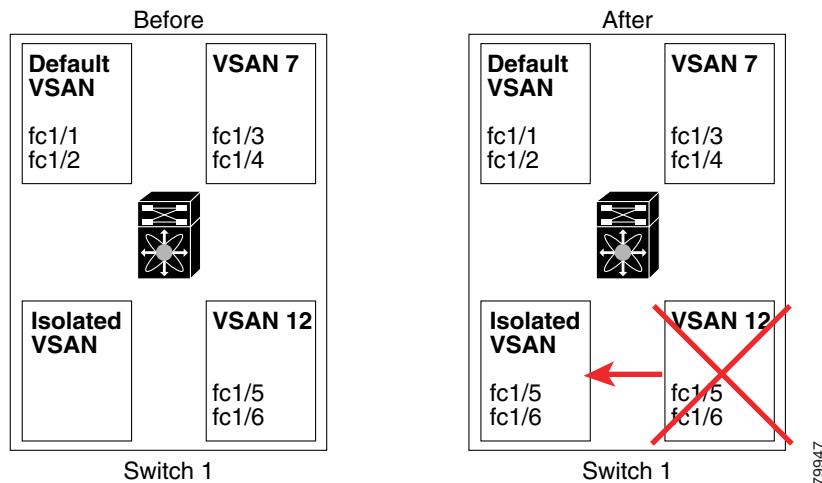 Before
Default
VSAN
fc1/1
fc1/2
VSAN 7
fc1/3
fc1/4
Isolated
VSAN
VSAN 12
fc1/5
fc1/6
Switch 1
After
Default
VSAN
fc1/1
fc1/2
VSAN 7
fc1/3
fc1/4
Isolated
VSAN
fc1/5
fc1/6
VSAN 12
fc1/5
fc1/6
Switch 1
79947